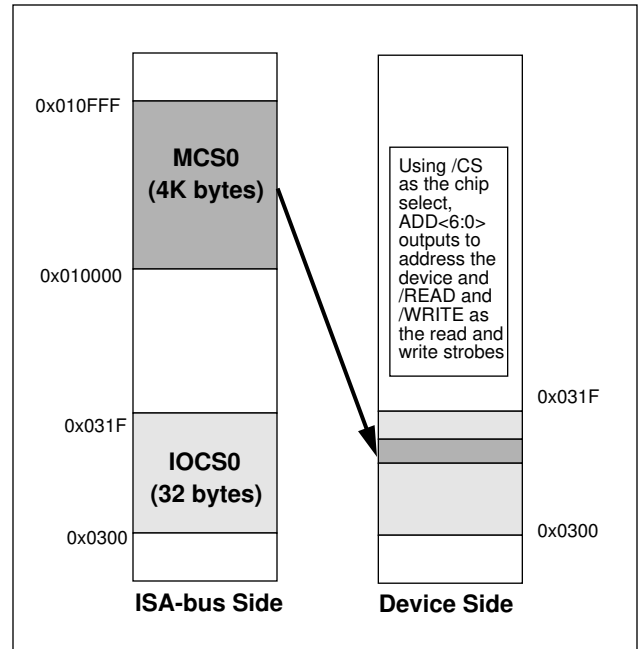 0x010FFF
MCS0
(4K bytes)
0x010000
0x031F
IOCS0
(32 bytes)
0x0300
ISA-bus Side
Using /CS
as the chip
select,
ADD<6:0>
outputs to
address the
device and
/READ and
/WRITE as
the read and
write strobes
0x031F
0x0300
Device Side